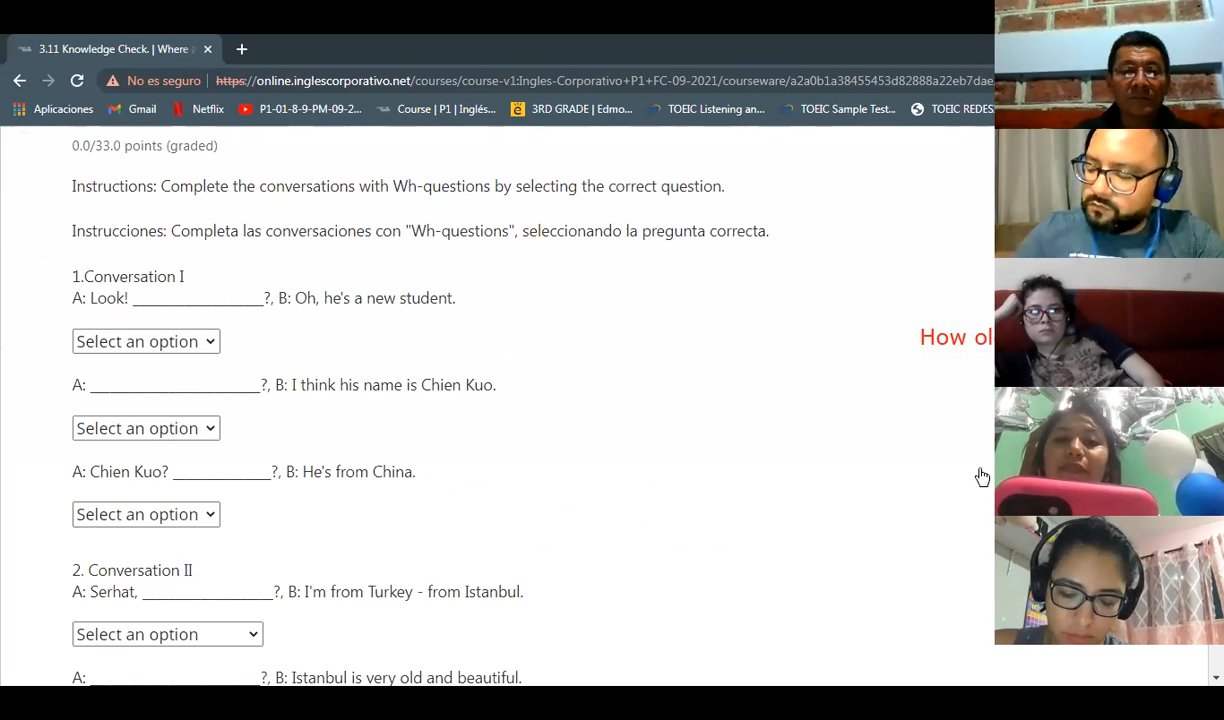 3.11 Knowledge Check. | Where
No es seguro
https://online.inglescorporativo.net/courses/course-v1:Ingles-Corporativo+P1+FC-09-2021/courseware/a2a0b1a38455453d82888a22eb7dae
Aplicaciones
Gmail
Netflix
P1-01-8-9-PM-09-2...
Course | P1 | Inglés...
3RD GRADE | Edmo...
TOEIC Listening an...
TOEIC Sample Test...
TOEIC REDES
0.0/33.0 points (graded)
Instructions: Complete the conversations with Wh-questions by selecting the correct question.
Instrucciones: Completa las conversaciones con "Wh-questions", seleccionando la pregunta correcta.
1.Conversation I
A: Look! __________________?, B: Oh, he's a new student.
Select an option
How ol
A: _______________________?, B: I think his name is Chien Kuo.
Select an option
A: Chien Kuo? _____________?, B: He's from China.
Select an option
2. Conversation II
A: Serhat, __________________?, B: I'm from Turkey - from Istanbul.
Select an option
A: _______________________?, B: Istanbul is very old and beautiful.